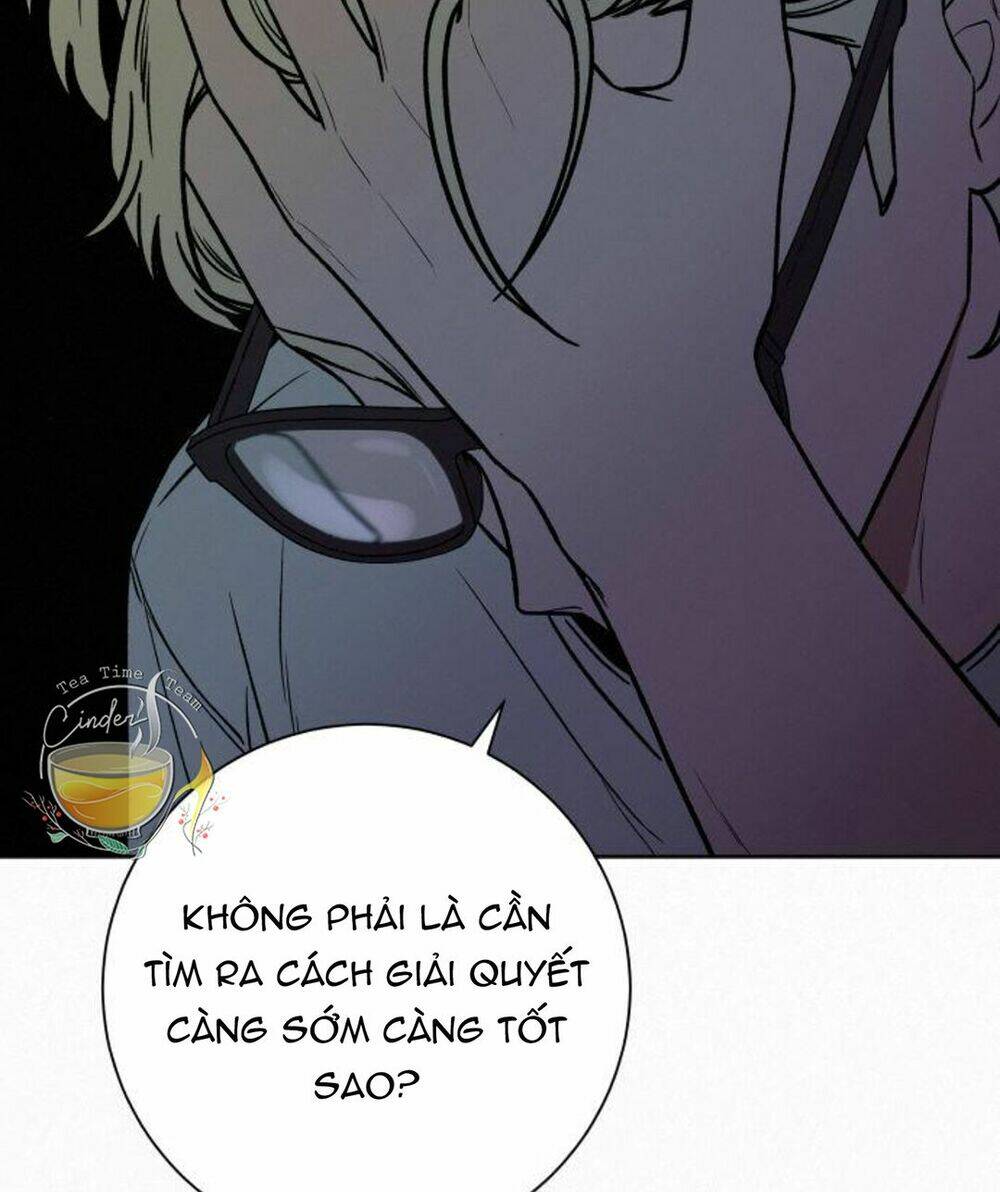 Tea Time Team
Cinder's
KHÔNG PHẢI LÀ CẦN
TÌM RA CÁCH GIẢI QUYẾT
CÀNG SỚM CÀNG TỐT
SAO?